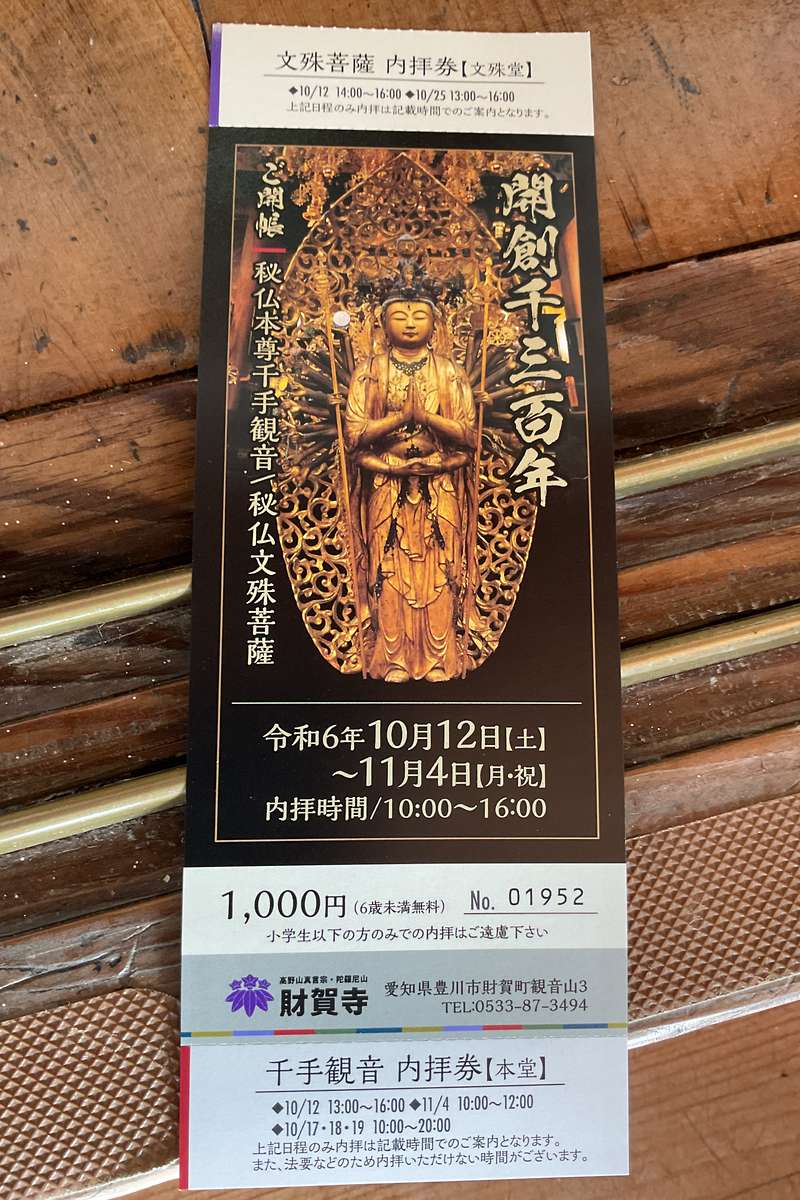 文殊菩薩 内拝券【文殊堂】
◆10/12 14:00～16:00 ◆10/25 13:00～16:00
上記日程のみ内拝は記載時間でのご案内となります。
開創千三百年
ご開帳
秘仏本尊千手観音/秘仏文殊菩薩
令和6年10月12日【土】
～11月4日【月・祝】
内拝時間/10:00～16:00
1,000円(6歳未満無料) No. 01952
小学生以下の方のみでの内拝はご遠慮下さい
高野山真言宗・陀羅尼山
財賀寺
愛知県豊川市財賀町観音山3
TEL:0533-87-3494
千手観音 内拝券【本堂】
◆10/12 13:00～16:00 ◆11/4 10:00～12:00
◆10/17・18・19 10:00～20:00
上記日程のみ内拝は記載時間でのご案内となります。
また、法要などのため内拝いただけない時間がございます。